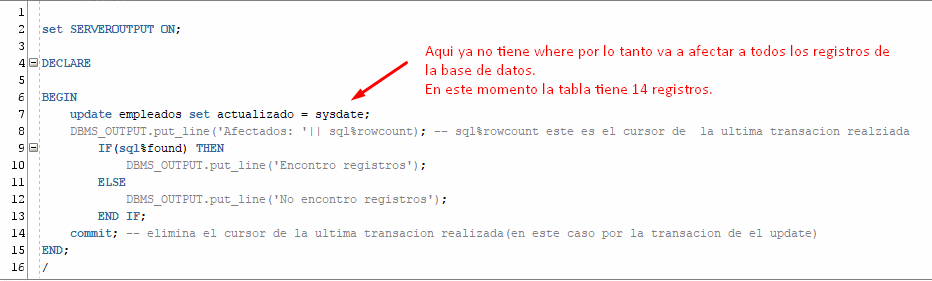 1
2 set SERVEROUTPUT ON;
3
4 DECLARE
5
6 BEGIN
7 update empleados set actualizado = sysdate;
8 DBMS_OUTPUT.put_line('Afectados: '|| sql%rowcount); -- sql%rowcount este es el cursor de la ultima transacion realziada
9 IF(sql%found) THEN
10 DBMS_OUTPUT.put_line('Encontro registros');
11 ELSE
12 DBMS_OUTPUT.put_line('No encontro registros');
13 END IF;
14 commit; -- elimina el cursor de la ultima transacion realizada(en este caso por la transacion de el update)
15 END;
16 /
Aqui ya no tiene where por lo tanto va a afectar a todos los registros de
la base de datos.
En este momento la tabla tiene 14 registros.